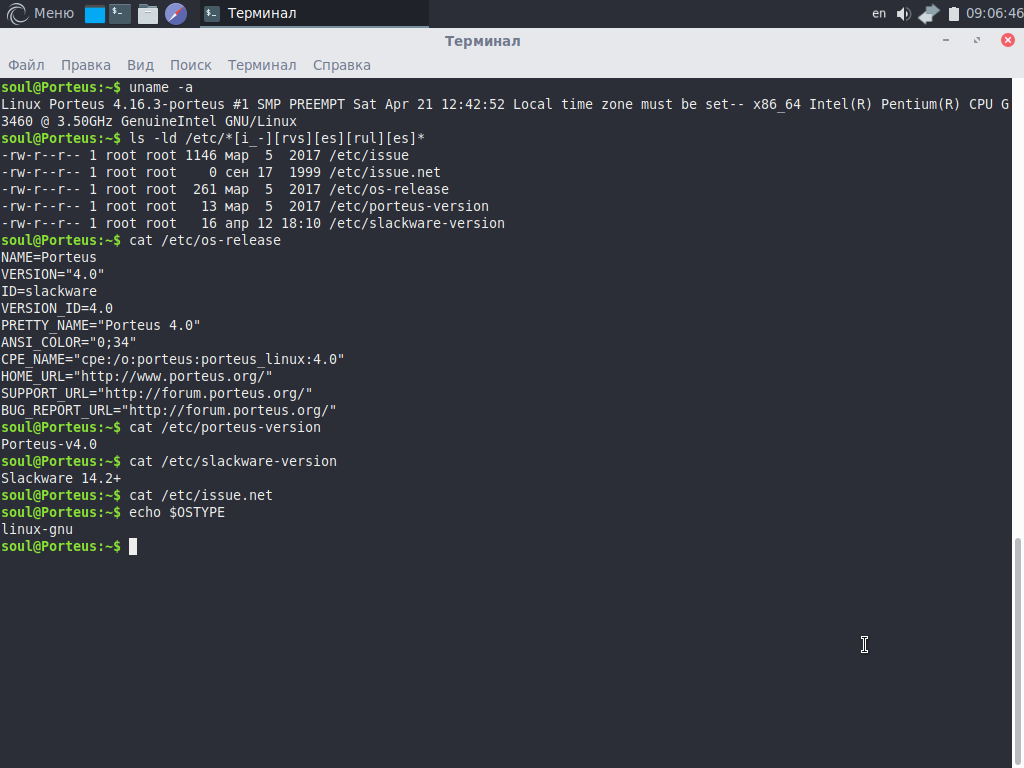 Меню
Терминал
en
09:06:46
Терминал
Файл Правка Вид Поиск Терминал Справка
soul@Porteus:~$ uname -a
Linux Porteus 4.16.3-porteus #1 SMP PREEMPT Sat Apr 21 12:42:52 Local time zone must be set-- x86_64 Intel(R) Pentium(R) CPU G
3460 @ 3.50GHz GenuineIntel GNU/Linux
soul@Porteus:~$ ls -ld /etc/*[i_-][rvs][es][rul][es]*
-rw-r--r-- 1 root root 1146 мар  5  2017 /etc/issue
-rw-r--r-- 1 root root    0 сен 17  1999 /etc/issue.net
-rw-r--r-- 1 root root  261 мар  5  2017 /etc/os-release
-rw-r--r-- 1 root root   13 мар  5  2017 /etc/porteus-version
-rw-r--r-- 1 root root   16 апр 12 18:10 /etc/slackware-version
soul@Porteus:~$ cat /etc/os-release
NAME=Porteus
VERSION="4.0"
ID=slackware
VERSION_ID=4.0
PRETTY_NAME="Porteus 4.0"
ANSI_COLOR="0;34"
CPE_NAME="cpe:/o:porteus:porteus_linux:4.0"
HOME_URL="http://www.porteus.org/"
SUPPORT_URL="http://forum.porteus.org/"
BUG_REPORT_URL="http://forum.porteus.org/"
soul@Porteus:~$ cat /etc/porteus-version
Porteus-v4.0
soul@Porteus:~$ cat /etc/slackware-version
Slackware 14.2+
soul@Porteus:~$ cat /etc/issue.net
soul@Porteus:~$ echo $OSTYPE
linux-gnu
soul@Porteus:~$